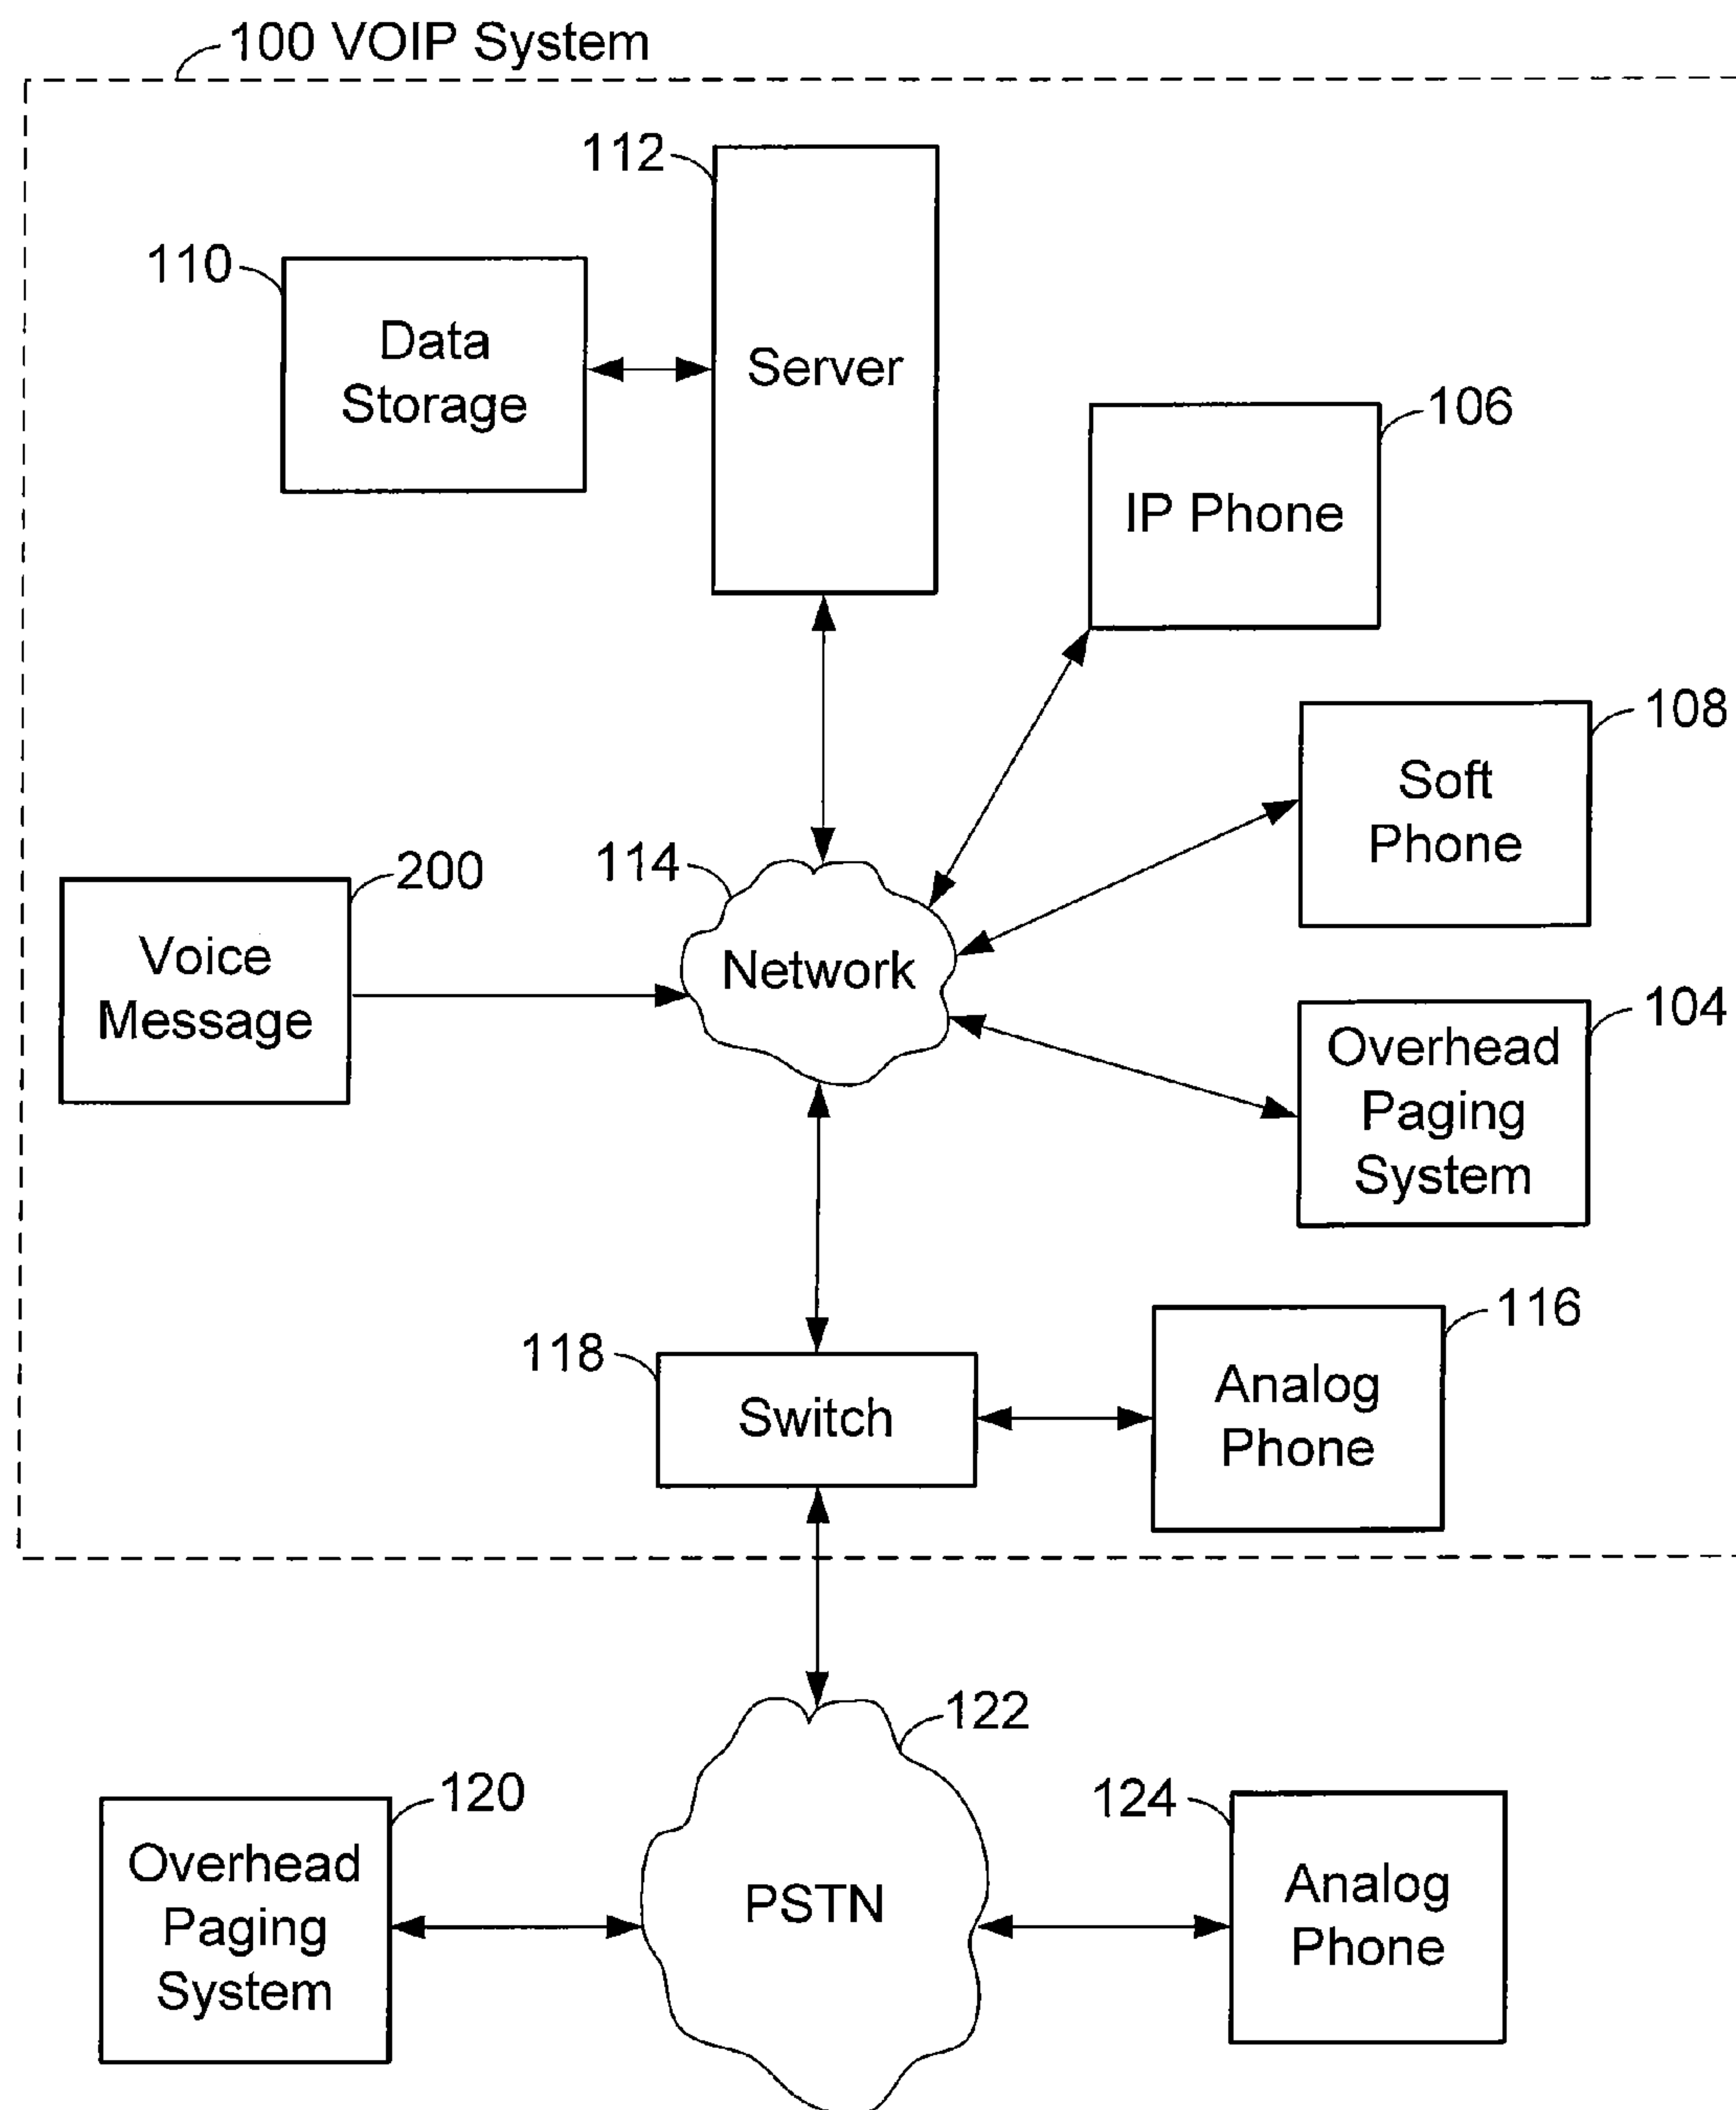 100 VOIP System
112
110
Data
Storage
Server
106
IP Phone
108
Soft
Phone
200
Voice
Message
114
Network
104
Overhead
Paging
System
118
Switch
116
Analog
Phone
122
PSTN
120
Overhead
Paging
System
124
Analog
Phone